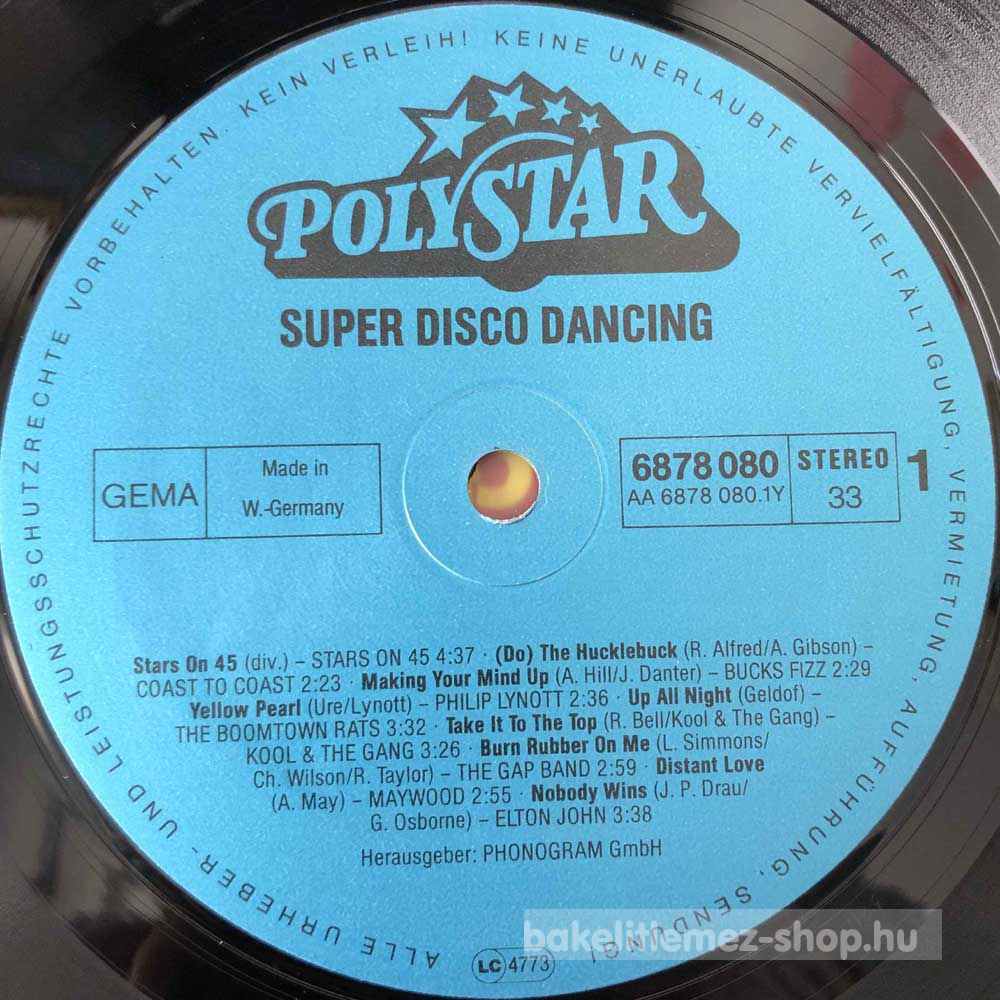 ALLE URHEBER- UND LEISTUNGSSCHUTZRECHTE VORBEHALTEN. KEIN VERLEIH! KEINE UNERLAUBTE VERVIELFÄLTIGUNG, VERMIETUNG, AUFFÜHRUNG, SENDUNG!
POLYSTAR
SUPER DISCO DANCING
GEMA
Made in
W.-Germany
6878 080
AA 6878 080.1Y
STEREO
33
1
Stars On 45 (div.) – STARS ON 45 4:37 · (Do) The Hucklebuck (R. Alfred/A. Gibson) –
COAST TO COAST 2:23 · Making Your Mind Up (A. Hill/J. Danter) – BUCKS FIZZ 2:29
Yellow Pearl (Ure/Lynott) – PHILIP LYNOTT 2:36 · Up All Night (Geldof) –
THE BOOMTOWN RATS 3:32 · Take It To The Top (R. Bell/Kool & The Gang) –
KOOL & THE GANG 3:26 · Burn Rubber On Me (L. Simmons/
Ch. Wilson/R. Taylor) – THE GAP BAND 2:59 · Distant Love
(A. May) – MAYWOOD 2:55 · Nobody Wins (J. P. Drau/
G. Osborne) – ELTON JOHN 3:38
Herausgeber: PHONOGRAM GmbH
LC 4773
bakelitlemez-shop.hu